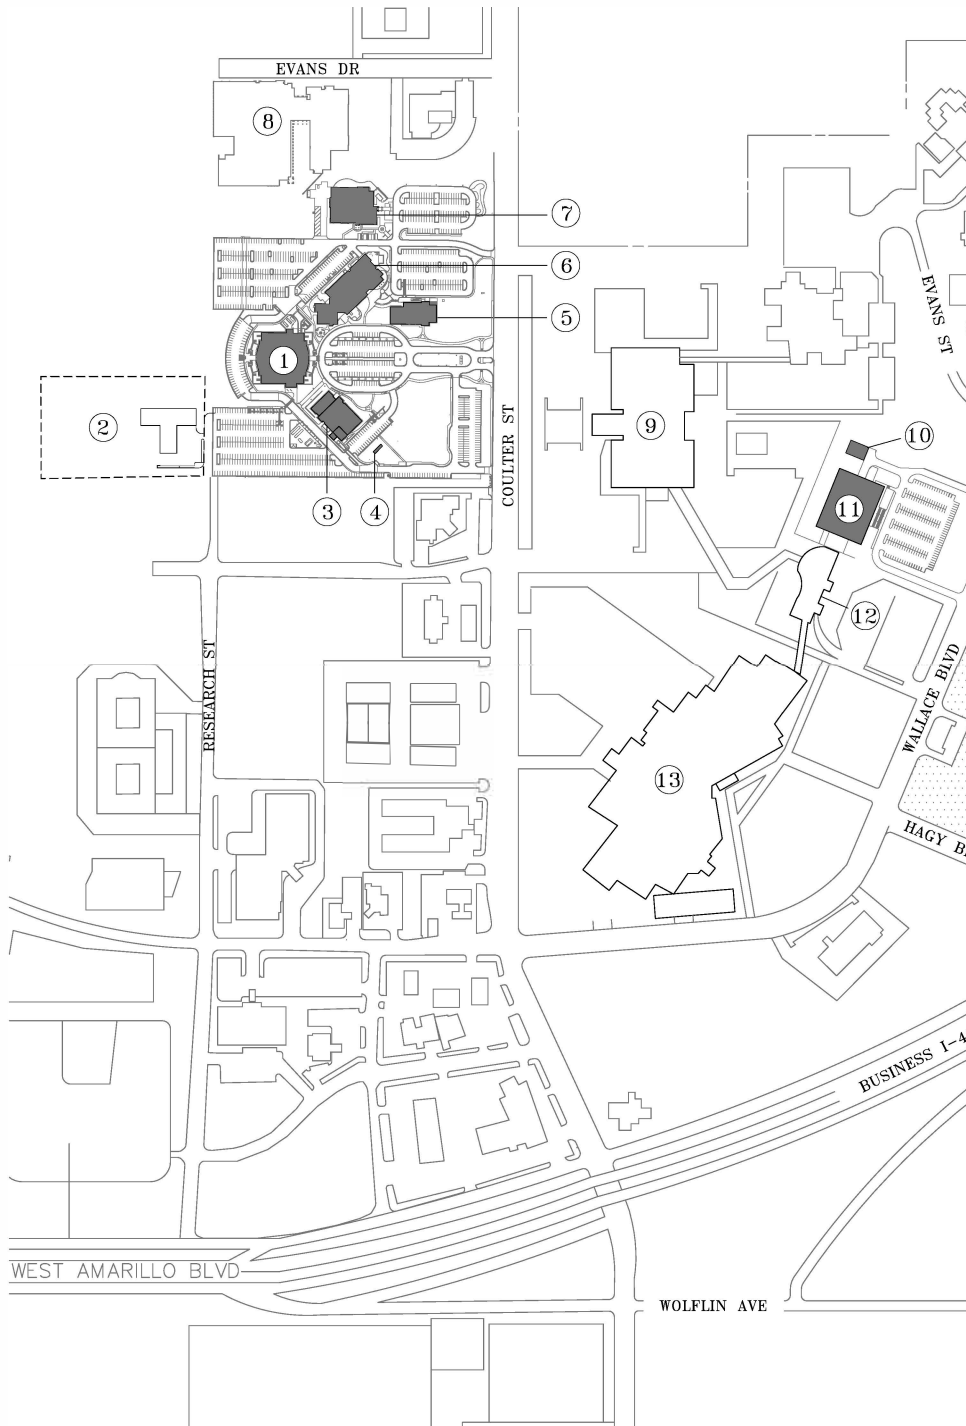 EVANS DR
8
7
6
EVANS ST
5
1
2
9
10
COULTER ST
11
3
4
12
RESEARCH ST
WALLACE BLVD
13
HAGY B
BUSINESS I-4
WEST AMARILLO BLVD
WOLFLIN AVE